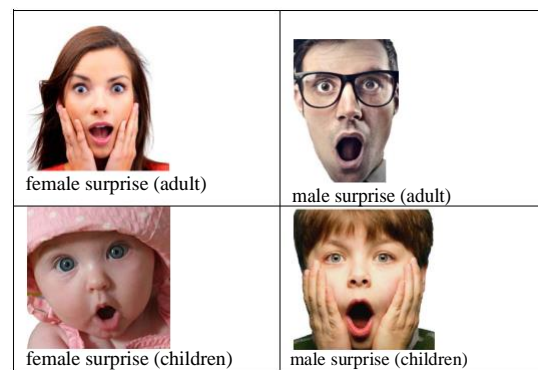 female surprise (adult)
male surprise (adult)
female surprise (children)
male surprise (children)